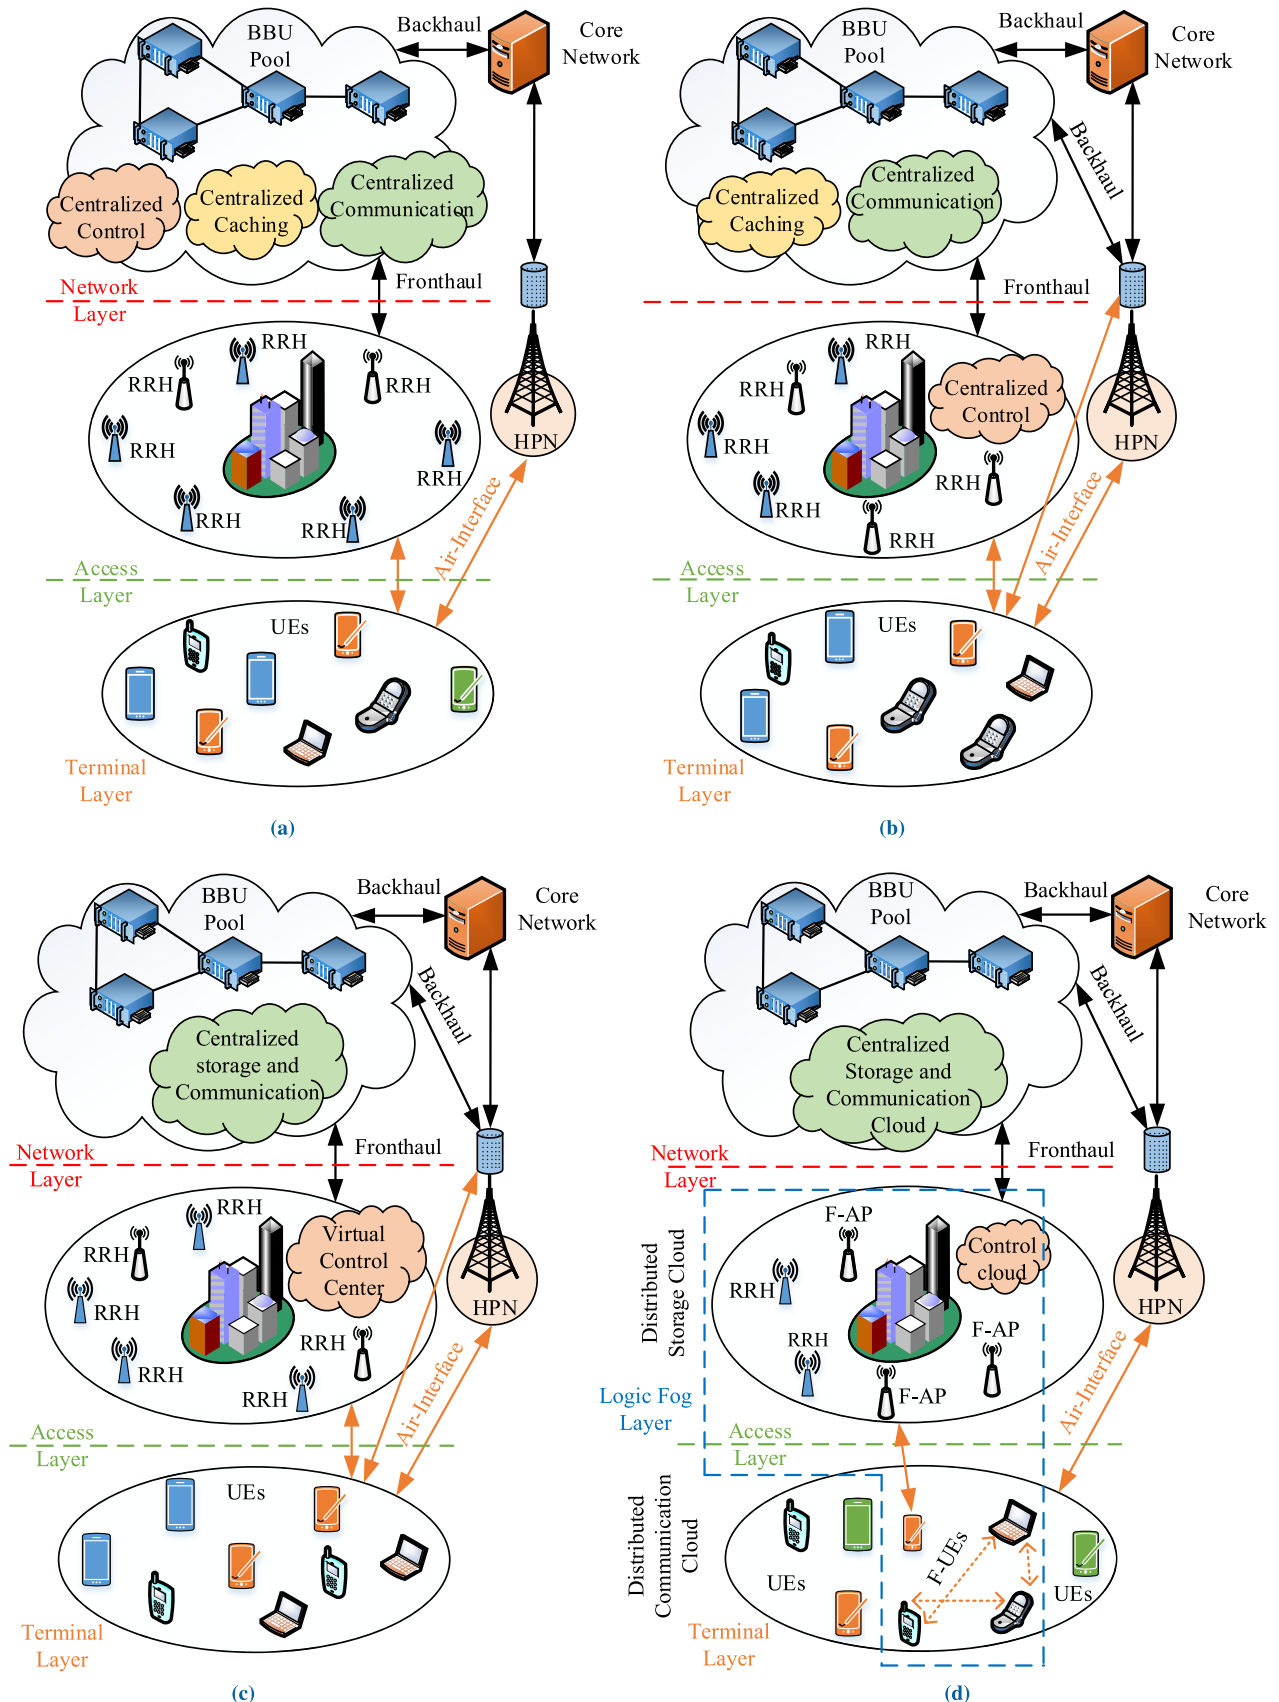 BBU
Pool
Backhaul
Core
Network
Centralized
Control
Centralized
Caching
Centralized
Communication
Fronthaul
Network
Layer
RRH
RRH
RRH
RRH
RRH
RRH
RRH
HPN
Air-Interface
Access
Layer
UEs
Terminal
Layer
(a)
BBU
Pool
Backhaul
Core
Network
Backhaul
Centralized
Caching
Centralized
Communication
Fronthaul
RRH
RRH
Centralized
Control
RRH
RRH
RRH
RRH
HPN
Air-Interface
Access
Layer
UEs
Terminal
Layer
(b)
BBU
Pool
Backhaul
Core
Network
Backhaul
Centralized
storage and
Communication
Fronthaul
Network
Layer
RRH
RRH
Virtual
Control
Center
RRH
RRH
RRH
RRH
HPN
Air-Interface
Access
Layer
UEs
Terminal
Layer
(c)
BBU
Pool
Backhaul
Core
Network
Backhaul
Centralized
Storage and
Communication
Cloud
Fronthaul
Network
Layer
Distributed
Storage Cloud
F-AP
Control
cloud
RRH
RRH
F-AP
F-AP
HPN
Logic Fog
Layer
Air-Interface
Access
Layer
Distributed
Communication
Cloud
UEs
F-UEs
UEs
Terminal
Layer
(d)